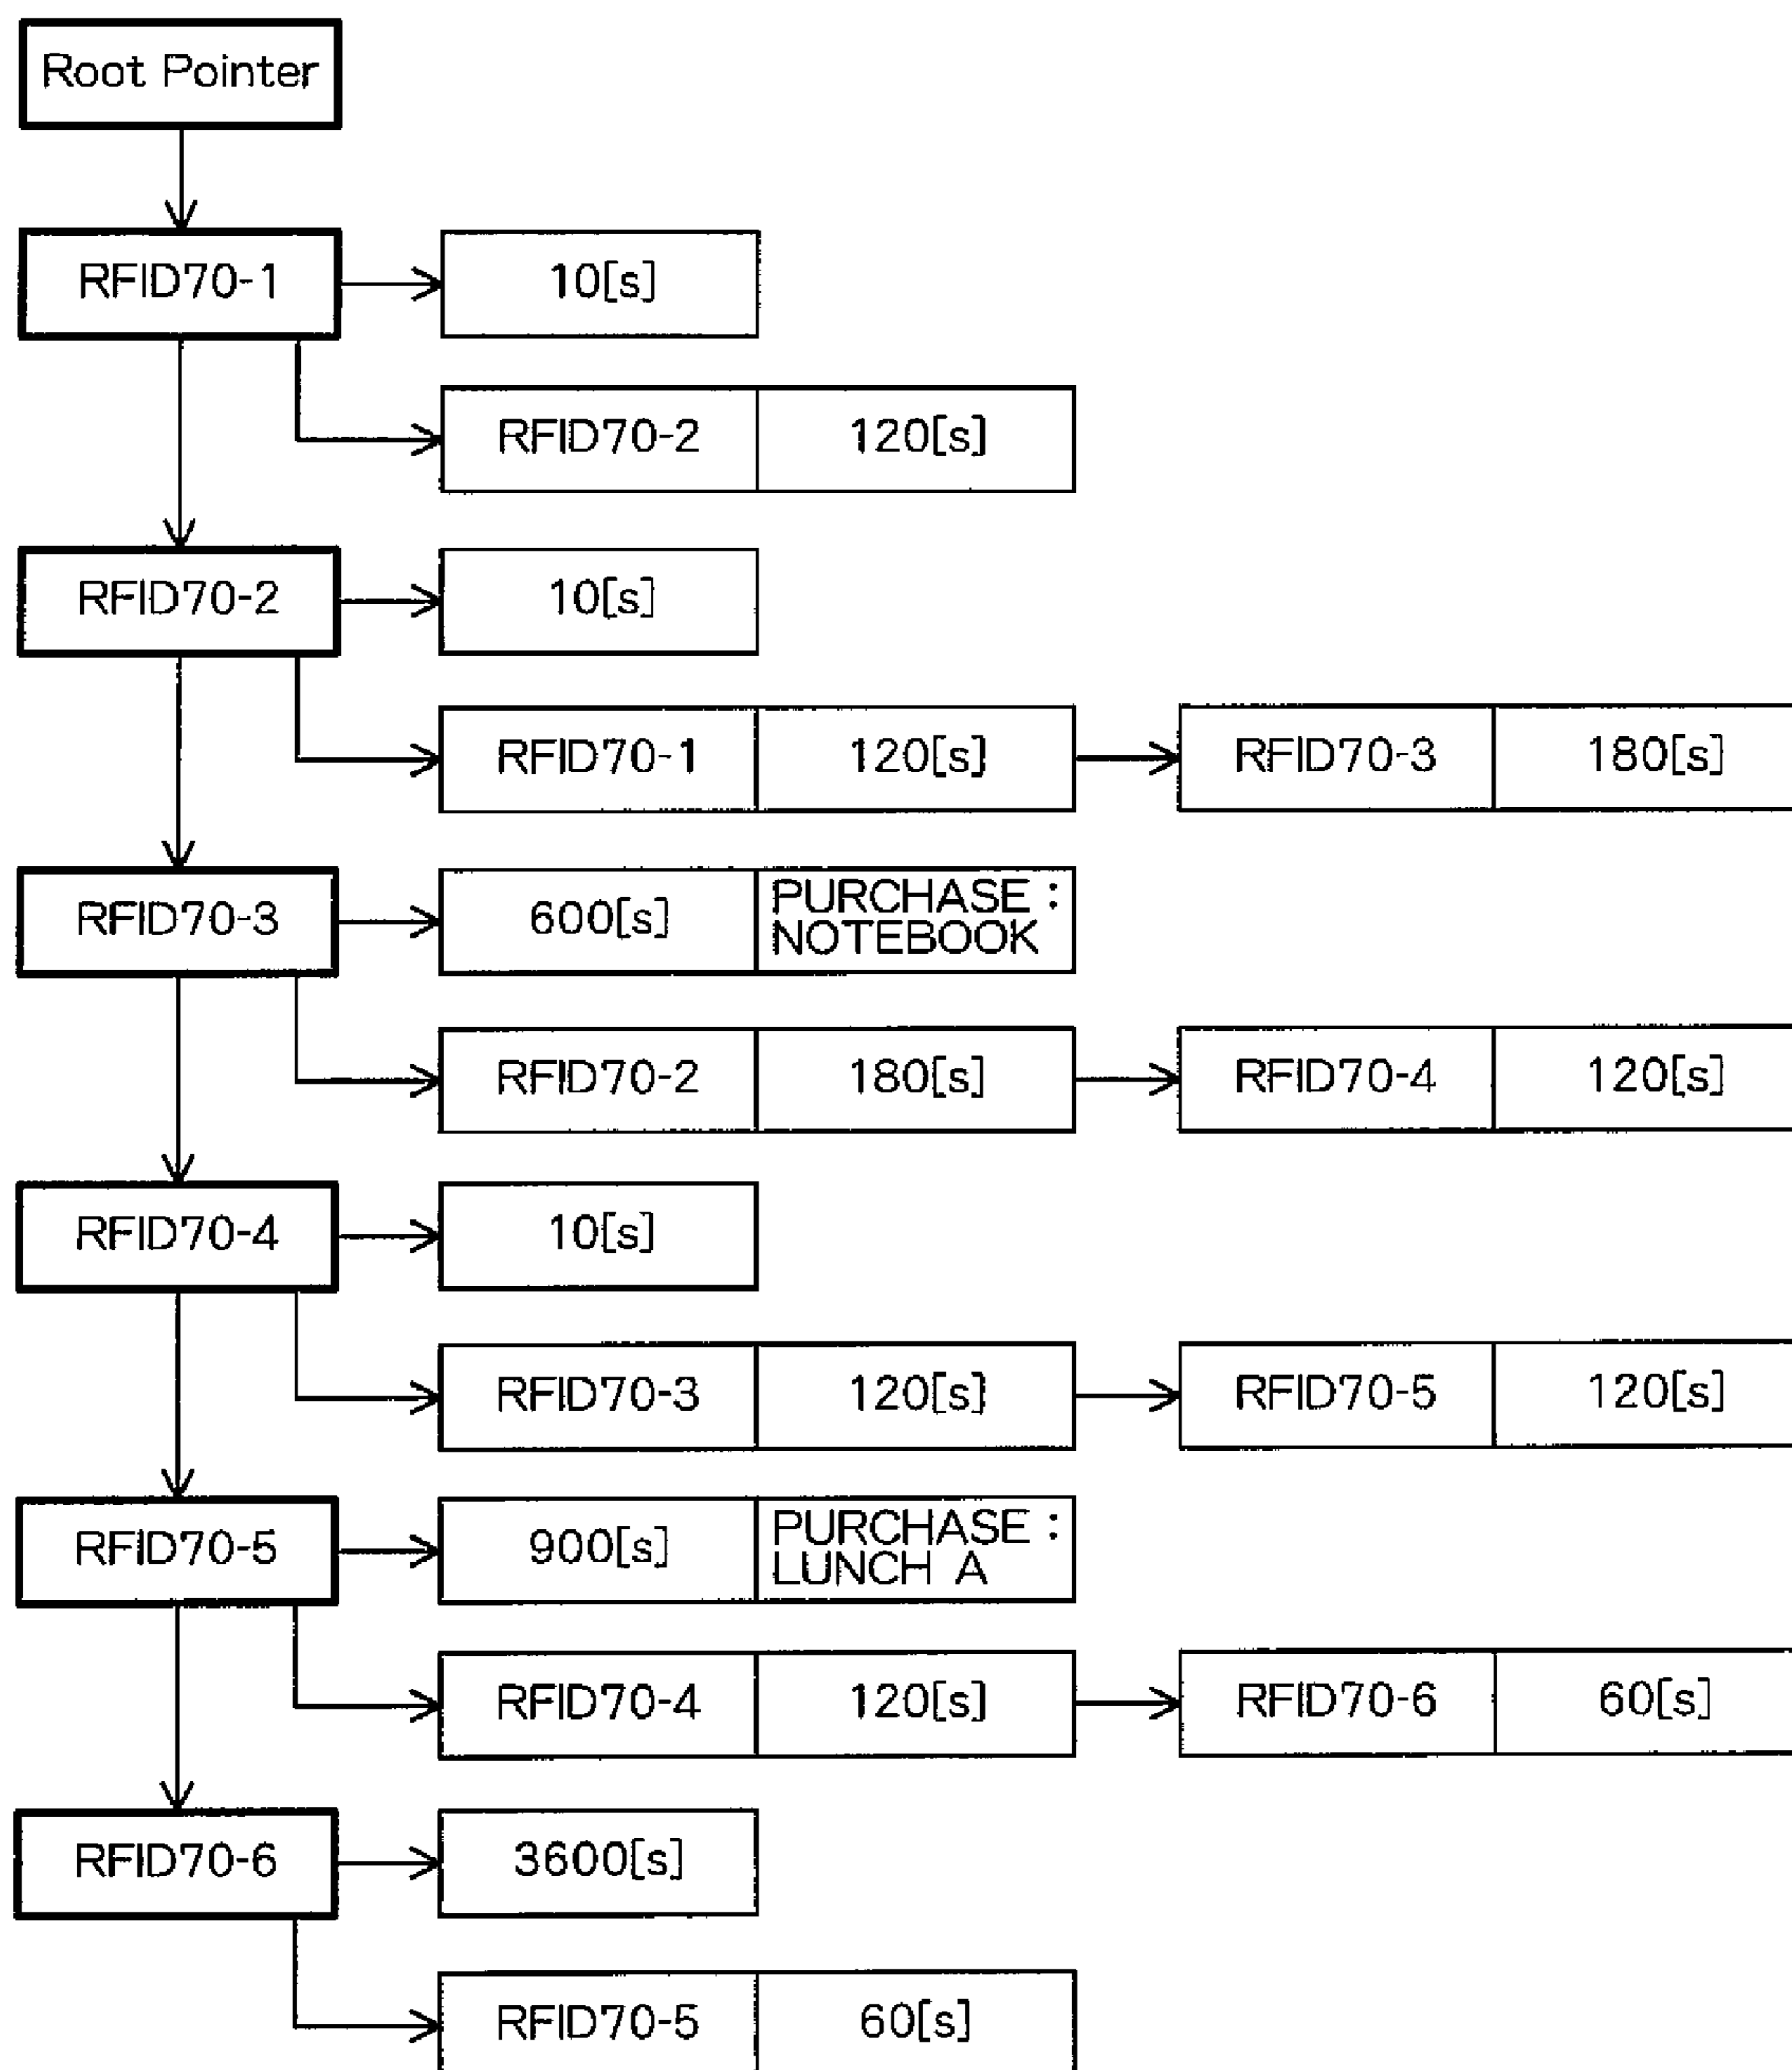 Root Pointer
RFID70-1
10[s]
RFID70-2
120[s]
RFID70-2
10[s]
RFID70-1
120[s]
RFID70-3
180[s]
RFID70-3
600[s]
PURCHASE :
NOTEBOOK
RFID70-2
180[s]
RFID70-4
120[s]
RFID70-4
10[s]
RFID70-3
120[s]
RFID70-5
120[s]
RFID70-5
900[s]
PURCHASE :
LUNCH A
RFID70-4
120[s]
RFID70-6
60[s]
RFID70-6
3600[s]
RFID70-5
60[s]